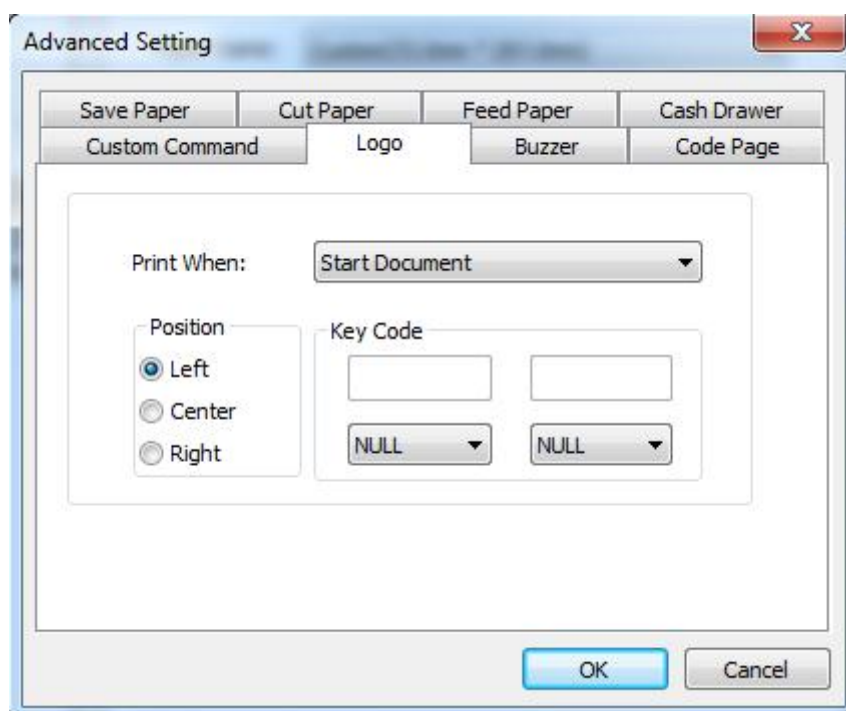 Advanced Setting
Save Paper Cut Paper Feed Paper Cash Drawer
Custom Command Logo Buzzer Code Page
Print When: Start Document
Position Key Code
Left
Center
Right NULL NULL
OK Cancel